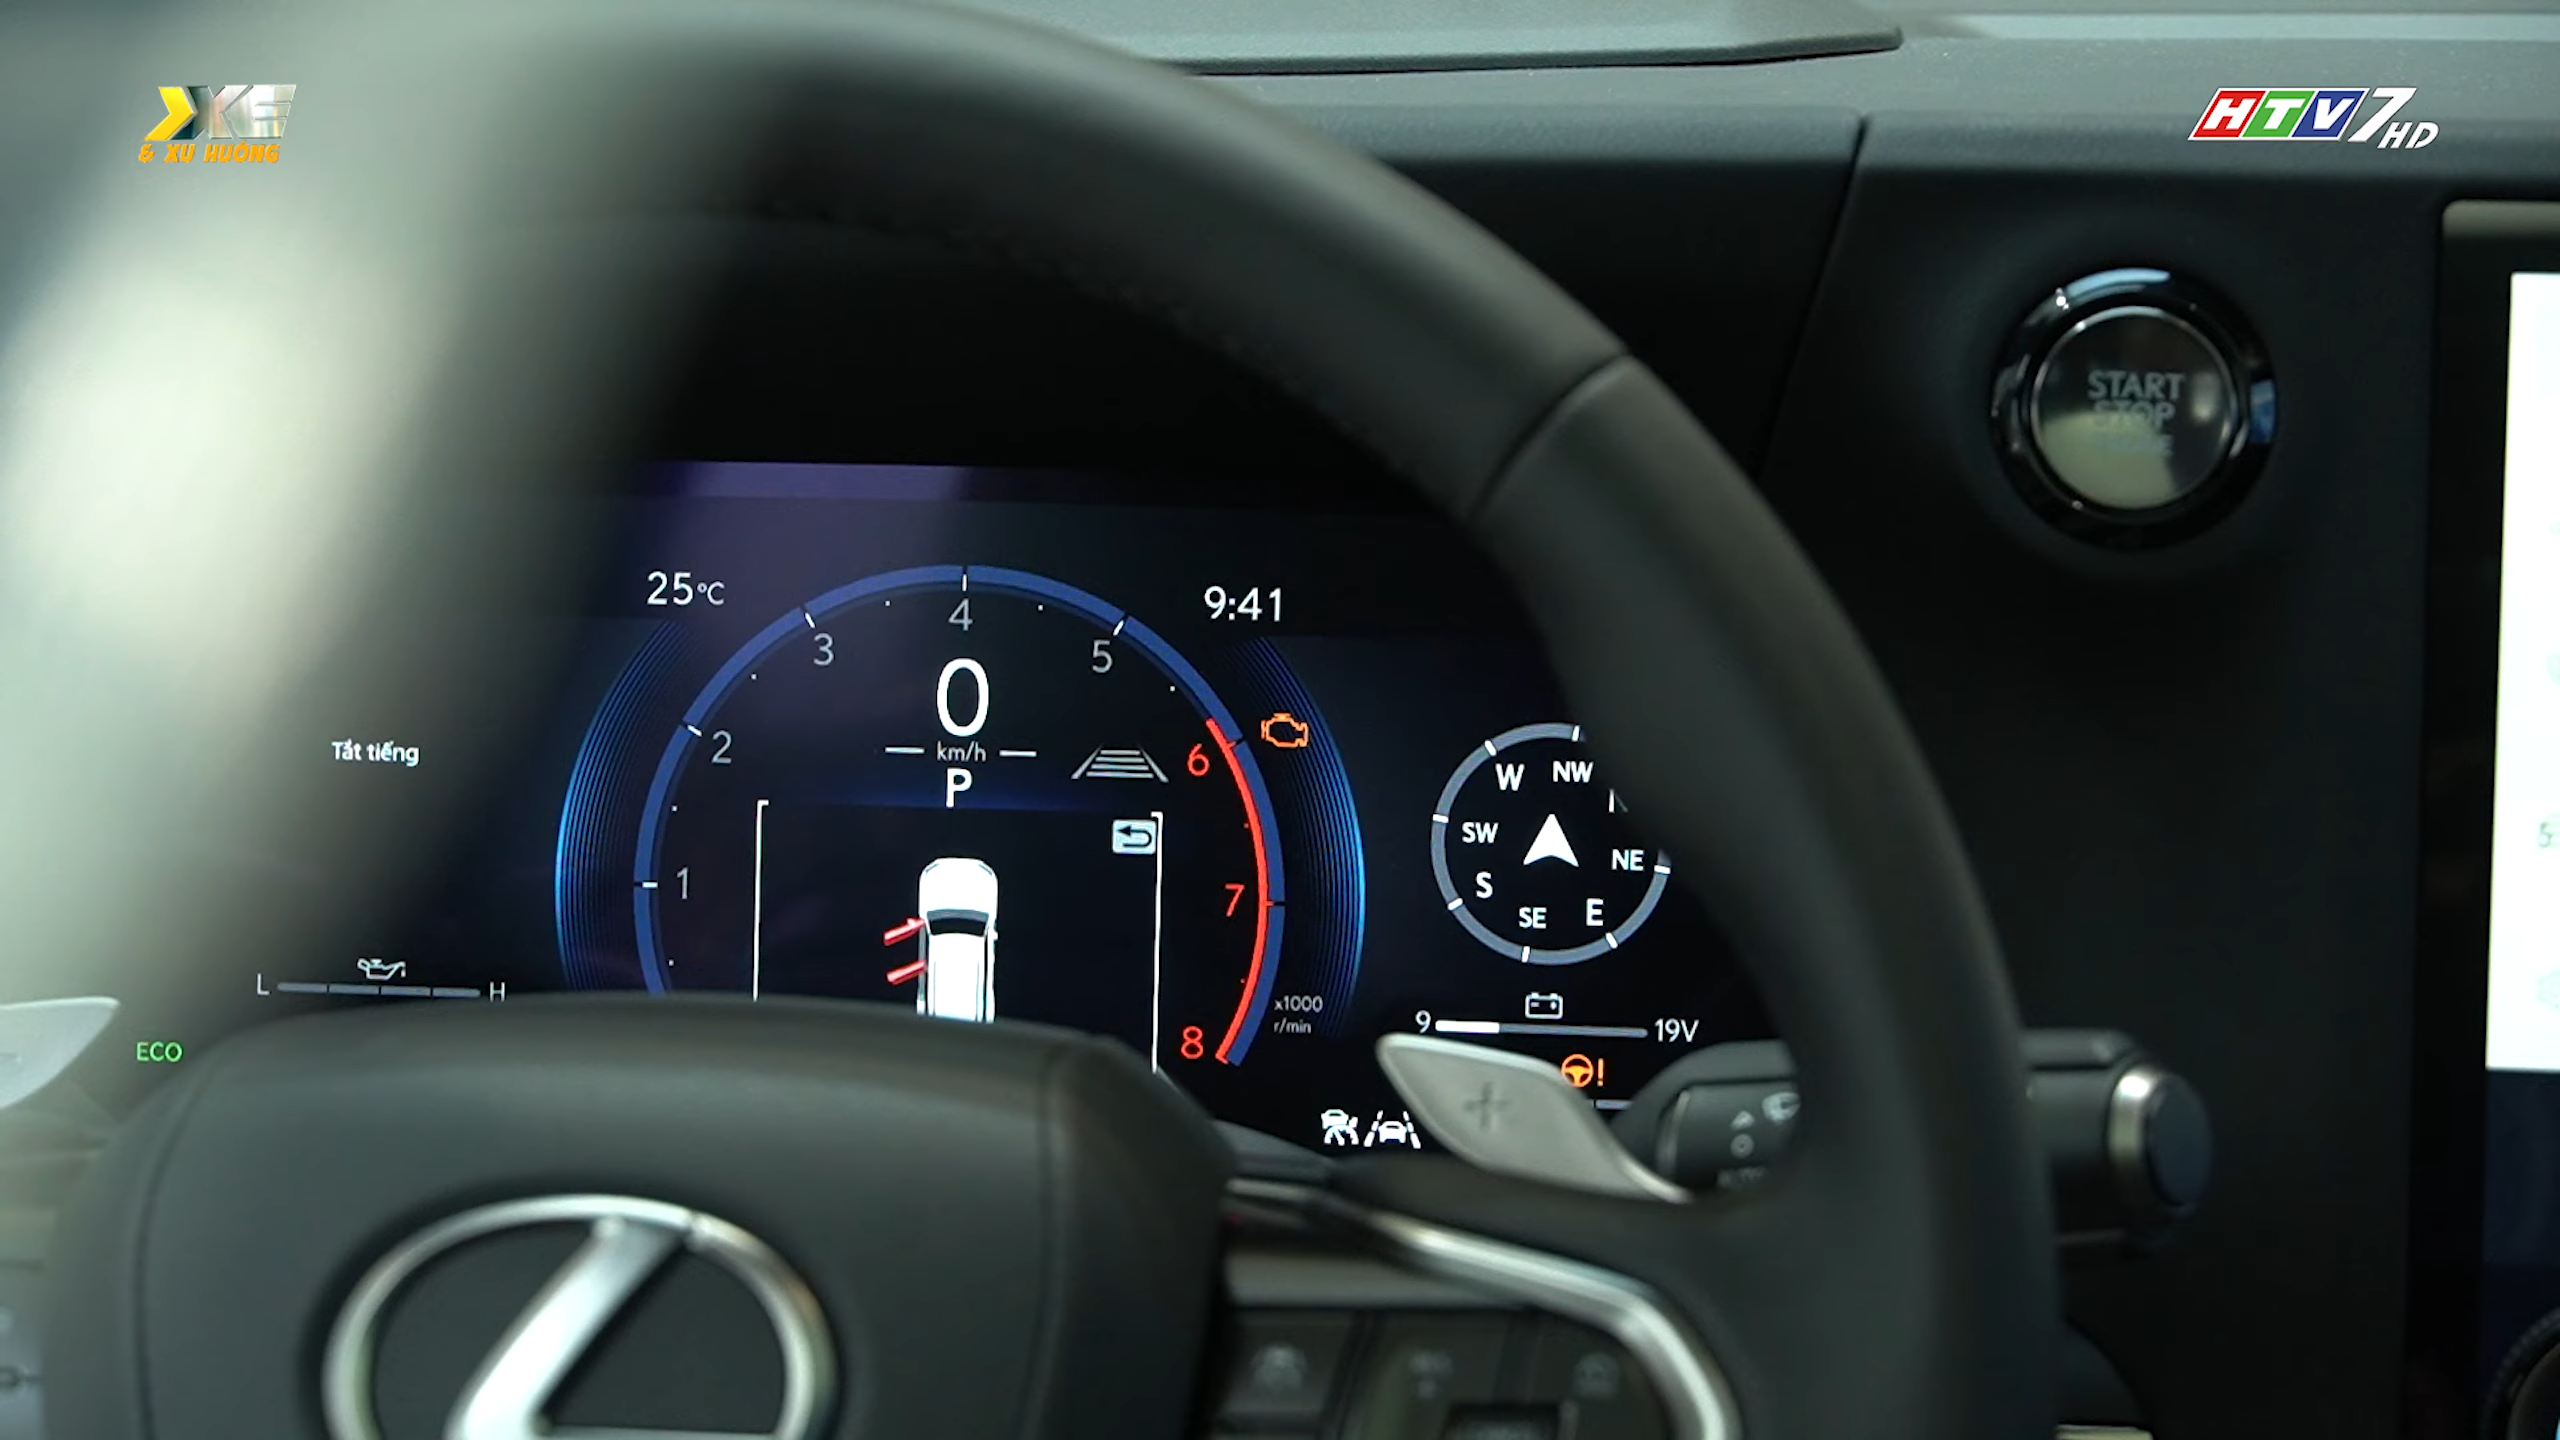 XE
& XU HƯỚNG
HTV7HD
START
STOP
25°C
9:41
4
3
5
0
km/h
2
6
P
Tắt tiếng
1
7
W
NW
SW
NE
S
SE
E
L
H
x1000
r/min
8
9
19V
ECO